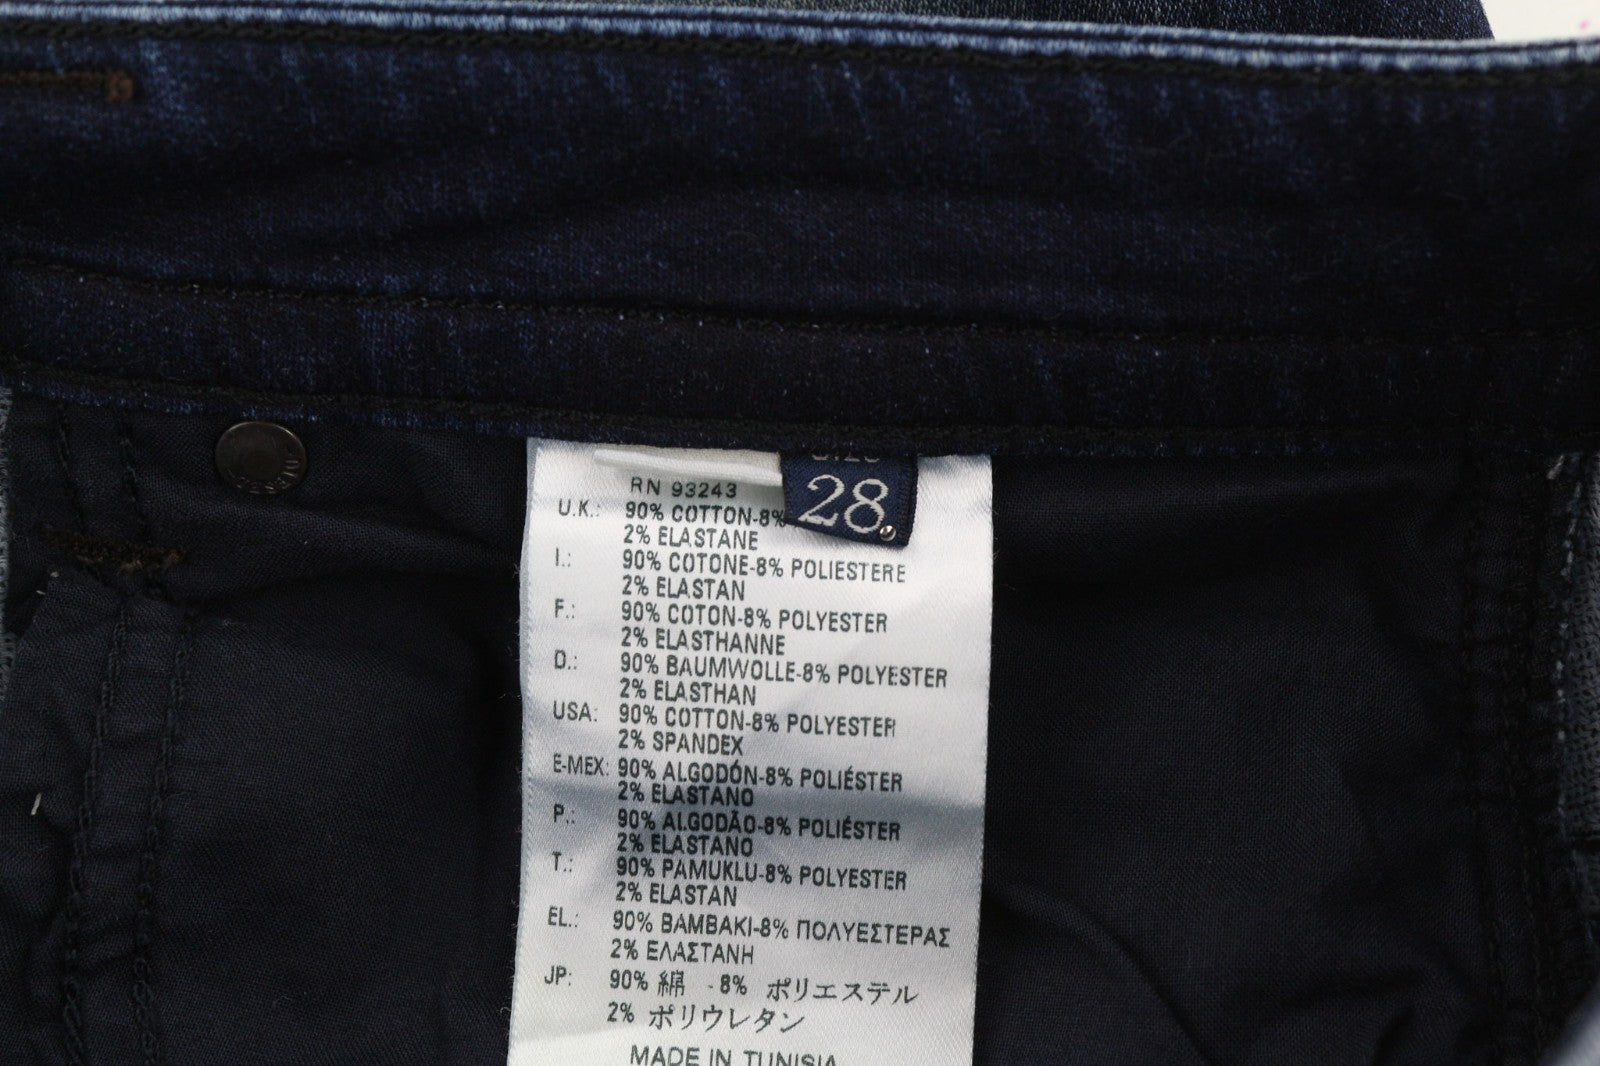 SIZE
28
RN 93243
U.K.: 90% COTTON-8%
2% ELASTANE
I.: 90% COTONE-8% POLIESTERE
2% ELASTAN
F.: 90% COTON-8% POLYESTER
2% ELASTHANNE
D.: 90% BAUMWOLLE-8% POLYESTER
2% ELASTHAN
USA: 90% COTTON-8% POLYESTER
2% SPANDEX
E-MEX: 90% ALGODÓN-8% POLIÉSTER
2% ELASTANO
P.: 90% ALGODÃO-8% POLIÉSTER
2% ELASTANO
T.: 90% PAMUKLU-8% POLYESTER
2% ELASTAN
EL.: 90% ΒΑΜΒΑΚΙ-8% ΠΟΛΥΕΣΤΕΡΑΣ
2% ΕΛΑΣΤΑΝΗ
JP: 90% 綿 -8% ポリエステル
2% ポリウレタン
MADE IN TUNISIA